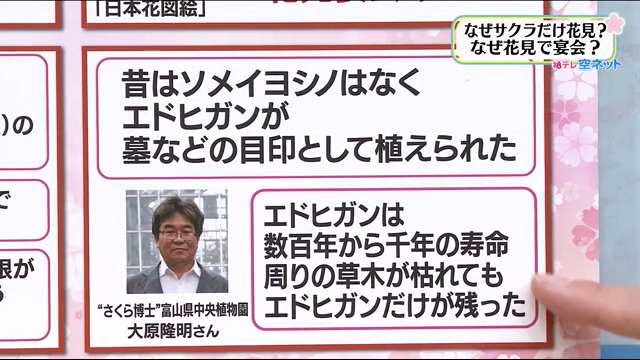 「日本花図絵」
なぜサクラだけ花見?
なぜ花見で宴会?
空ネット
)の
昔はソメイヨシノはなく
エドヒガンが
墓などの目印として植えられた
で
根が
エドヒガンは
数百年から千年の寿命
周りの草木が枯れても
エドヒガンだけが残った
“さくら博士”富山県中央植物園
大原隆明さん